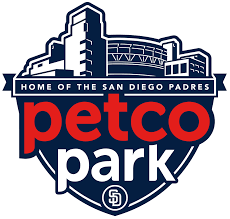 HOME OF THE SAN DIEGO PADRES
petco
park
SD